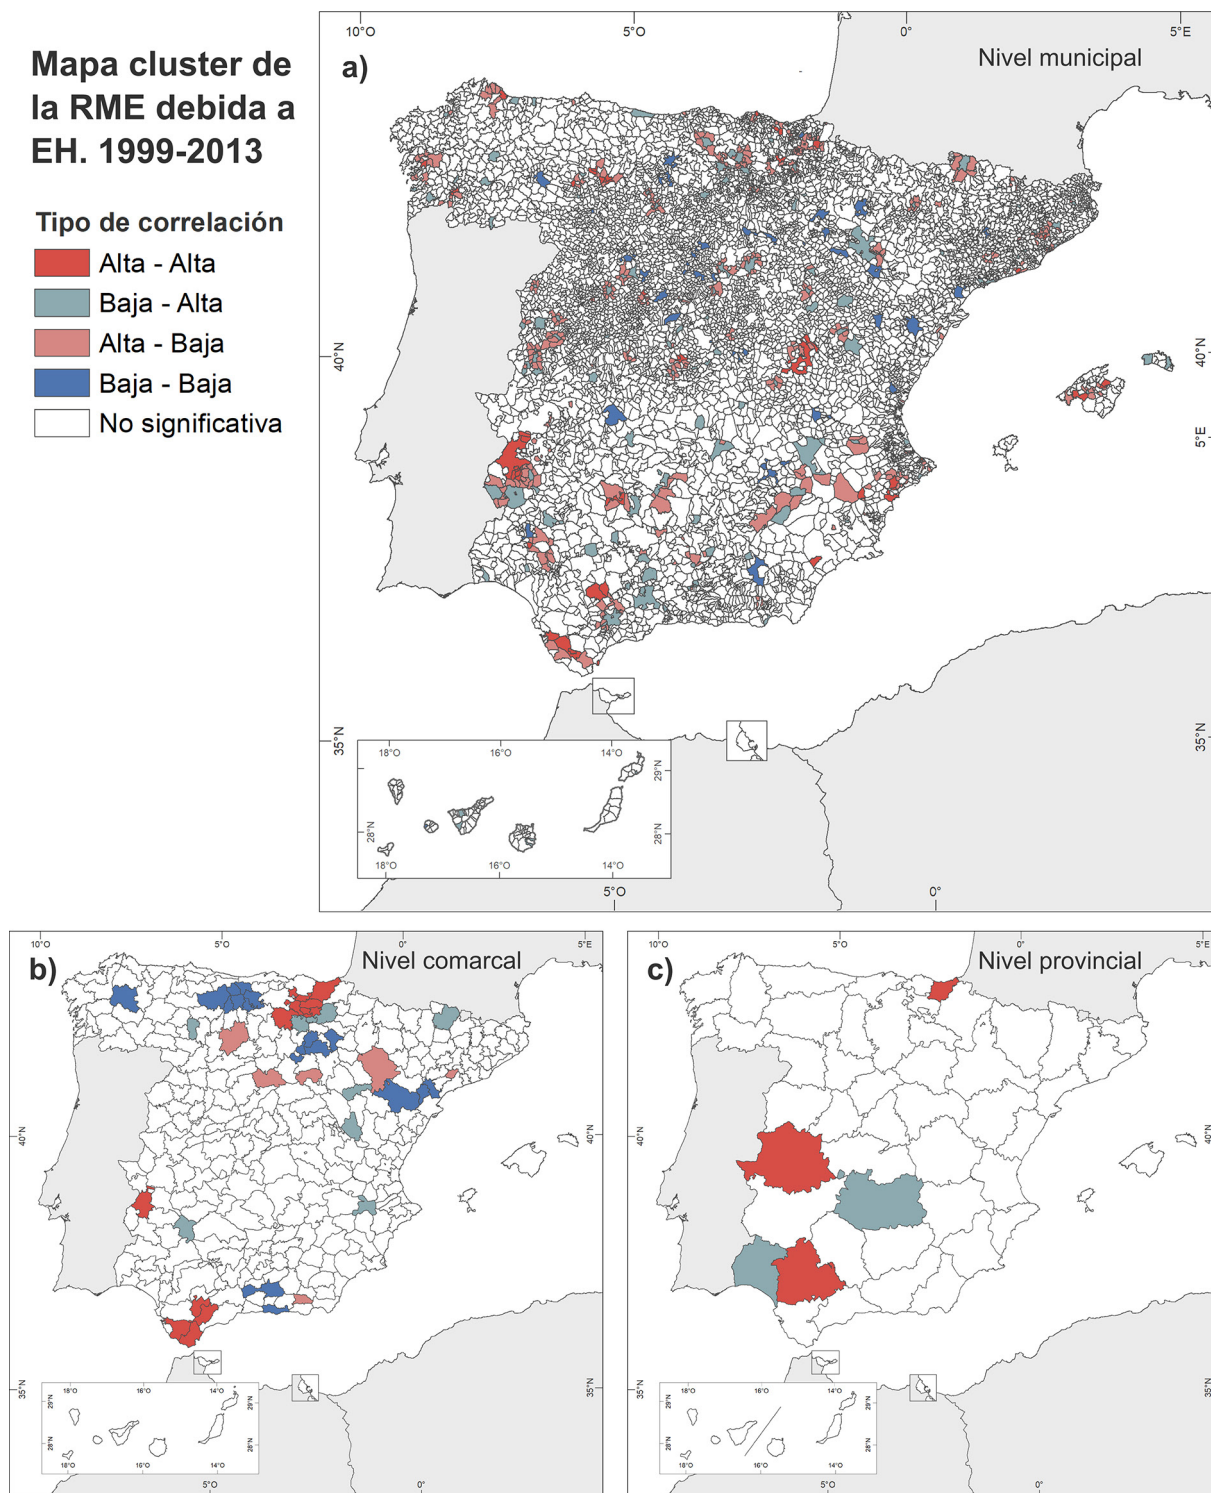 Mapa cluster de
la RME debida a
EH. 1999-2013
Tipo de correlación
Alta - Alta
Baja - Alta
Alta - Baja
Baja - Baja
No significativa
10°O
5°O
0°
5°E
a)
Nivel municipal
40°N
40°N
5°E
35°N
35°N
18°O
16°O
14°O
29°N
28°N
28°N
18°O
16°O
14°O
5°O
0°
10°O
5°O
0°
5°E
b)
Nivel comarcal
40°N
40°N
35°N
35°N
18°O
16°O
14°O
29°N
29°N
28°N
28°N
18°O
16°O
14°O
5°O
0°
10°O
5°O
0°
5°E
c)
Nivel provincial
40°N
40°N
35°N
35°N
18°O
16°O
14°O
29°N
29°N
28°N
28°N
18°O
16°O
14°O
5°O
0°